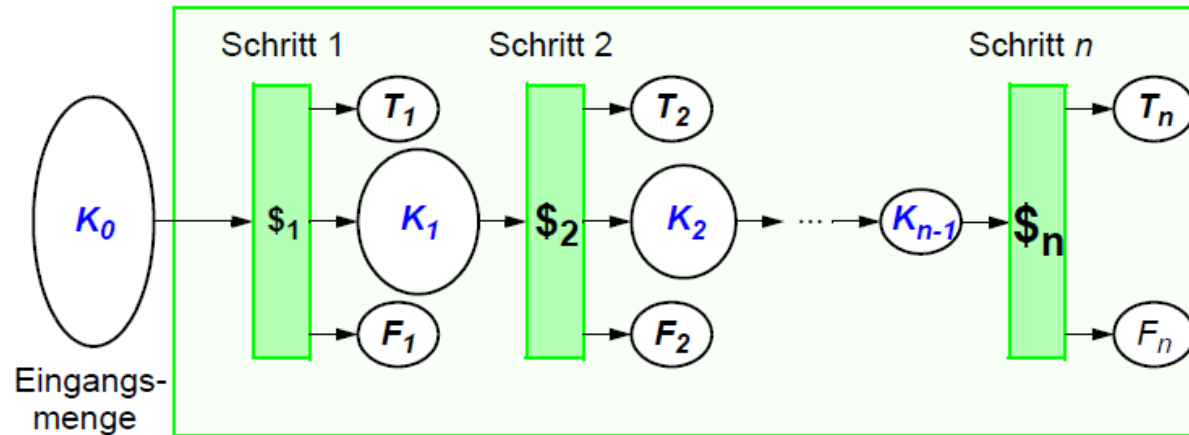 Schritt 1
Schritt 2
Schritt n
T1
T2
Tn
K0
$1
K1
$2
K2
...
Kn-1
$n
F1
F2
Fn
Eingangs-
menge